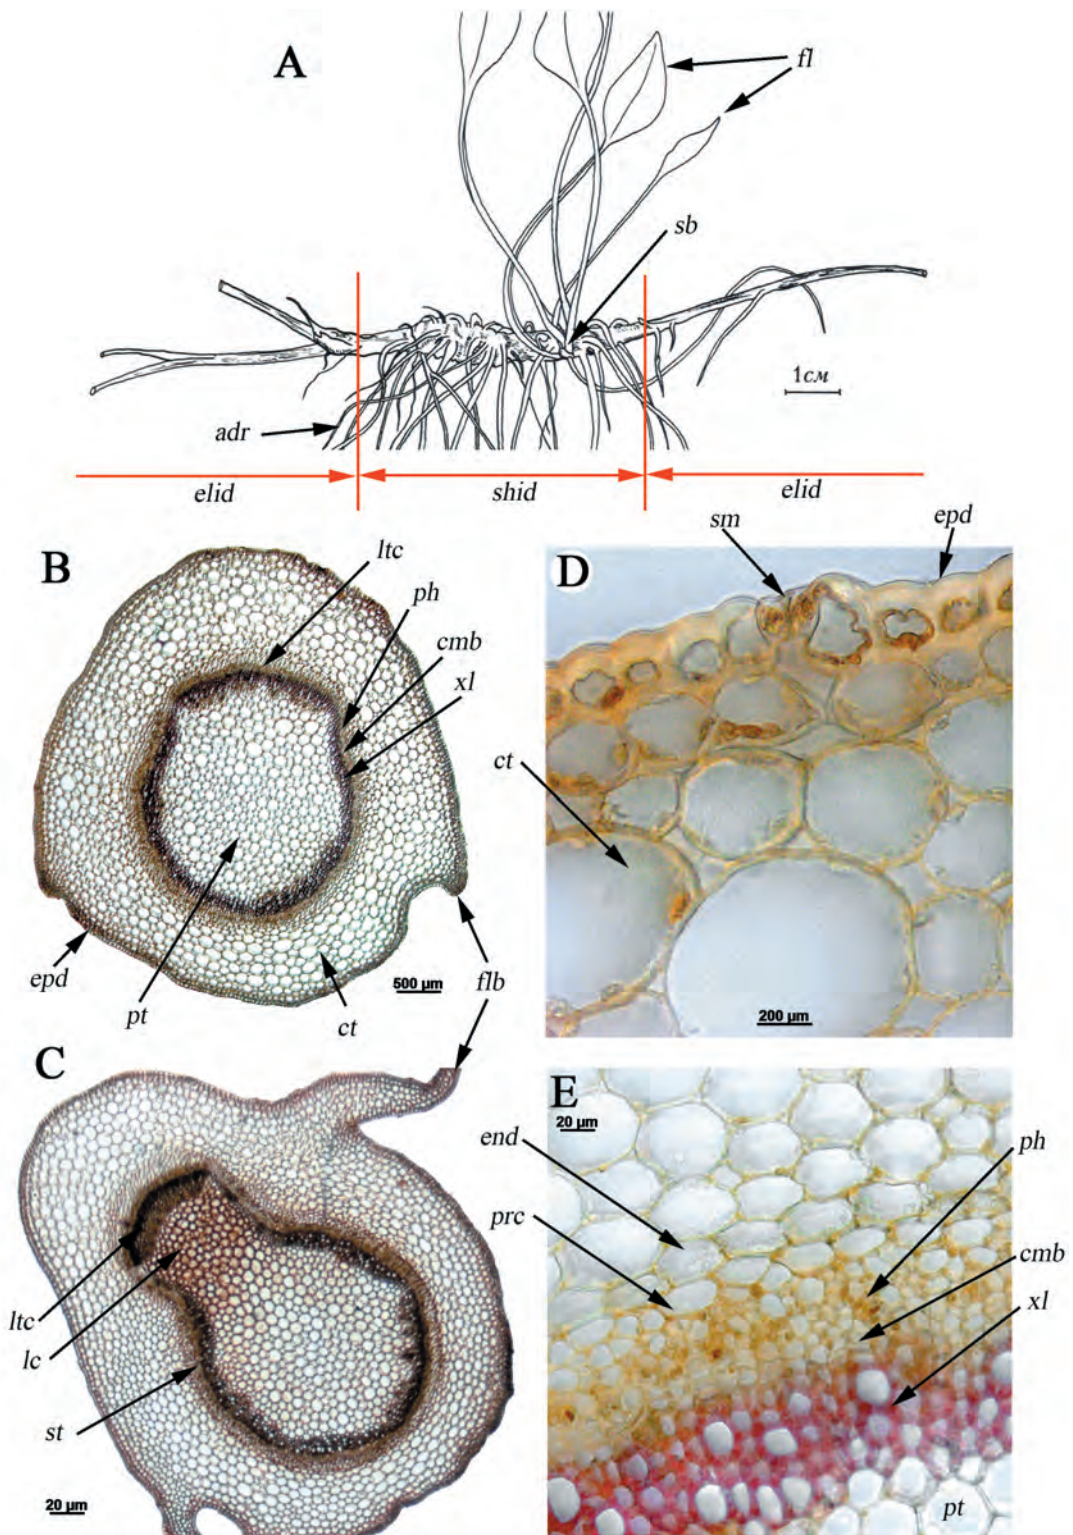 A
fl
sb
1см
adr
elid
shid
elid
B
ltc
ph
cmb
xl
epd
pt
ct
flb
500 µm
D
sm
epd
ct
200 µm
C
ltc
lc
st
20 µm
E
20 µm
end
prc
ph
cmb
xl
pt